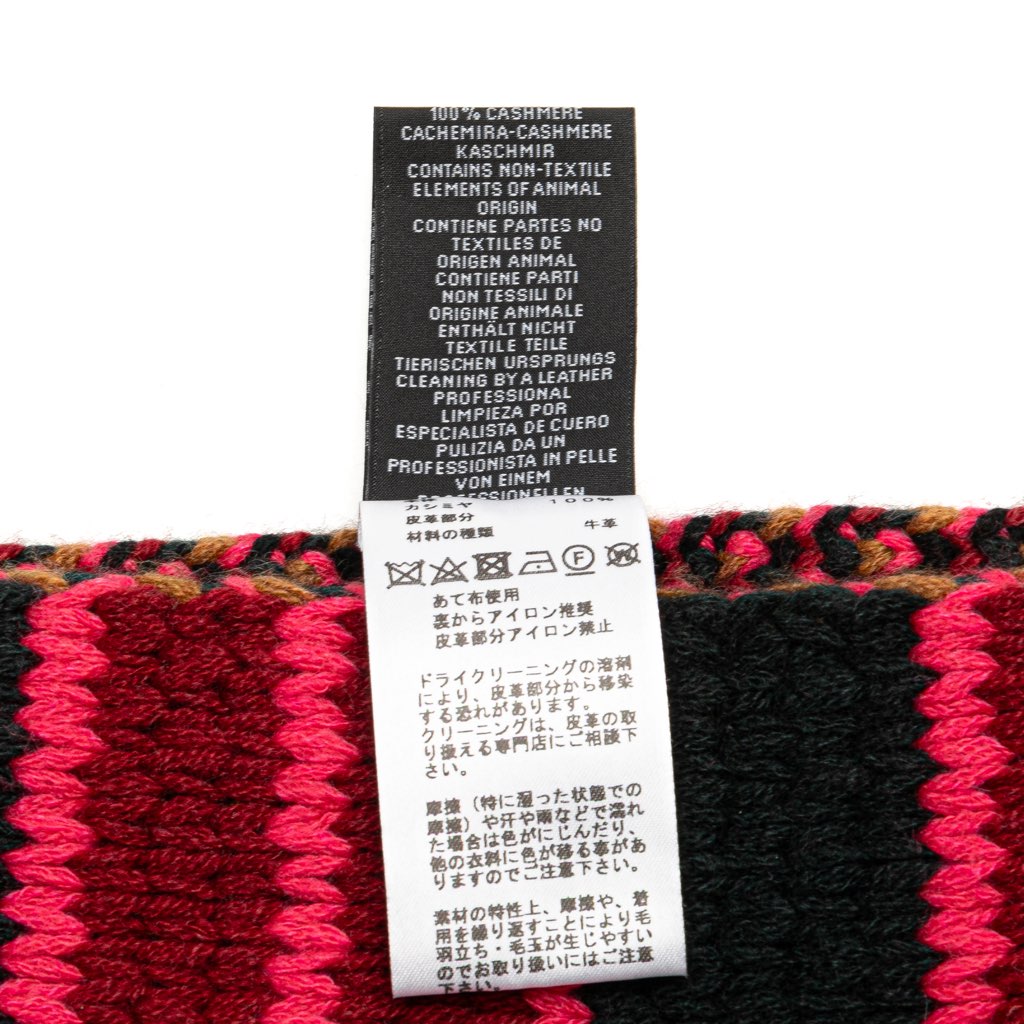 100% CASHMERE
CACHEMIRA-CASHMERE
KASCHMIR
CONTAINS NON-TEXTILE
ELEMENTS OF ANIMAL
ORIGIN
CONTIENE PARTES NO
TEXTILES DE
ORIGEN ANIMAL
CONTIENE PARTI
NON TESSILI DI
ORIGINE ANIMALE
ENTHÄLT NICHT
TEXTILE TEILE
TIERISCHEN URSPRUNGS
CLEANING BY A LEATHER
PROFESSIONAL
LIMPIEZA POR
ESPECIALISTA DE CUERO
PULIZIA DA UN
PROFESSIONISTA IN PELLE
VON EINEM
PROFESSIONELLEN
カシミヤ 100%
皮革部分
材料の種類 牛革
F W
あて布使用
裏からアイロン推奨
皮革部分アイロン禁止
ドライクリーニングの溶剤
により、皮革部分から移染
する恐れがあります。
クリーニングは、皮革の取
り扱える専門店にご相談下
さい。
摩擦（特に湿った状態での
摩擦）や汗や雨などで濡れ
た場合は色がにじんだり、
他の衣料に色が移る事があ
りますのでご注意下さい。
素材の特性上、摩擦や、着
用を繰り返すことにより毛
羽立ち・毛玉が生じやすい
のでお取り扱いにはご注意
下さい。